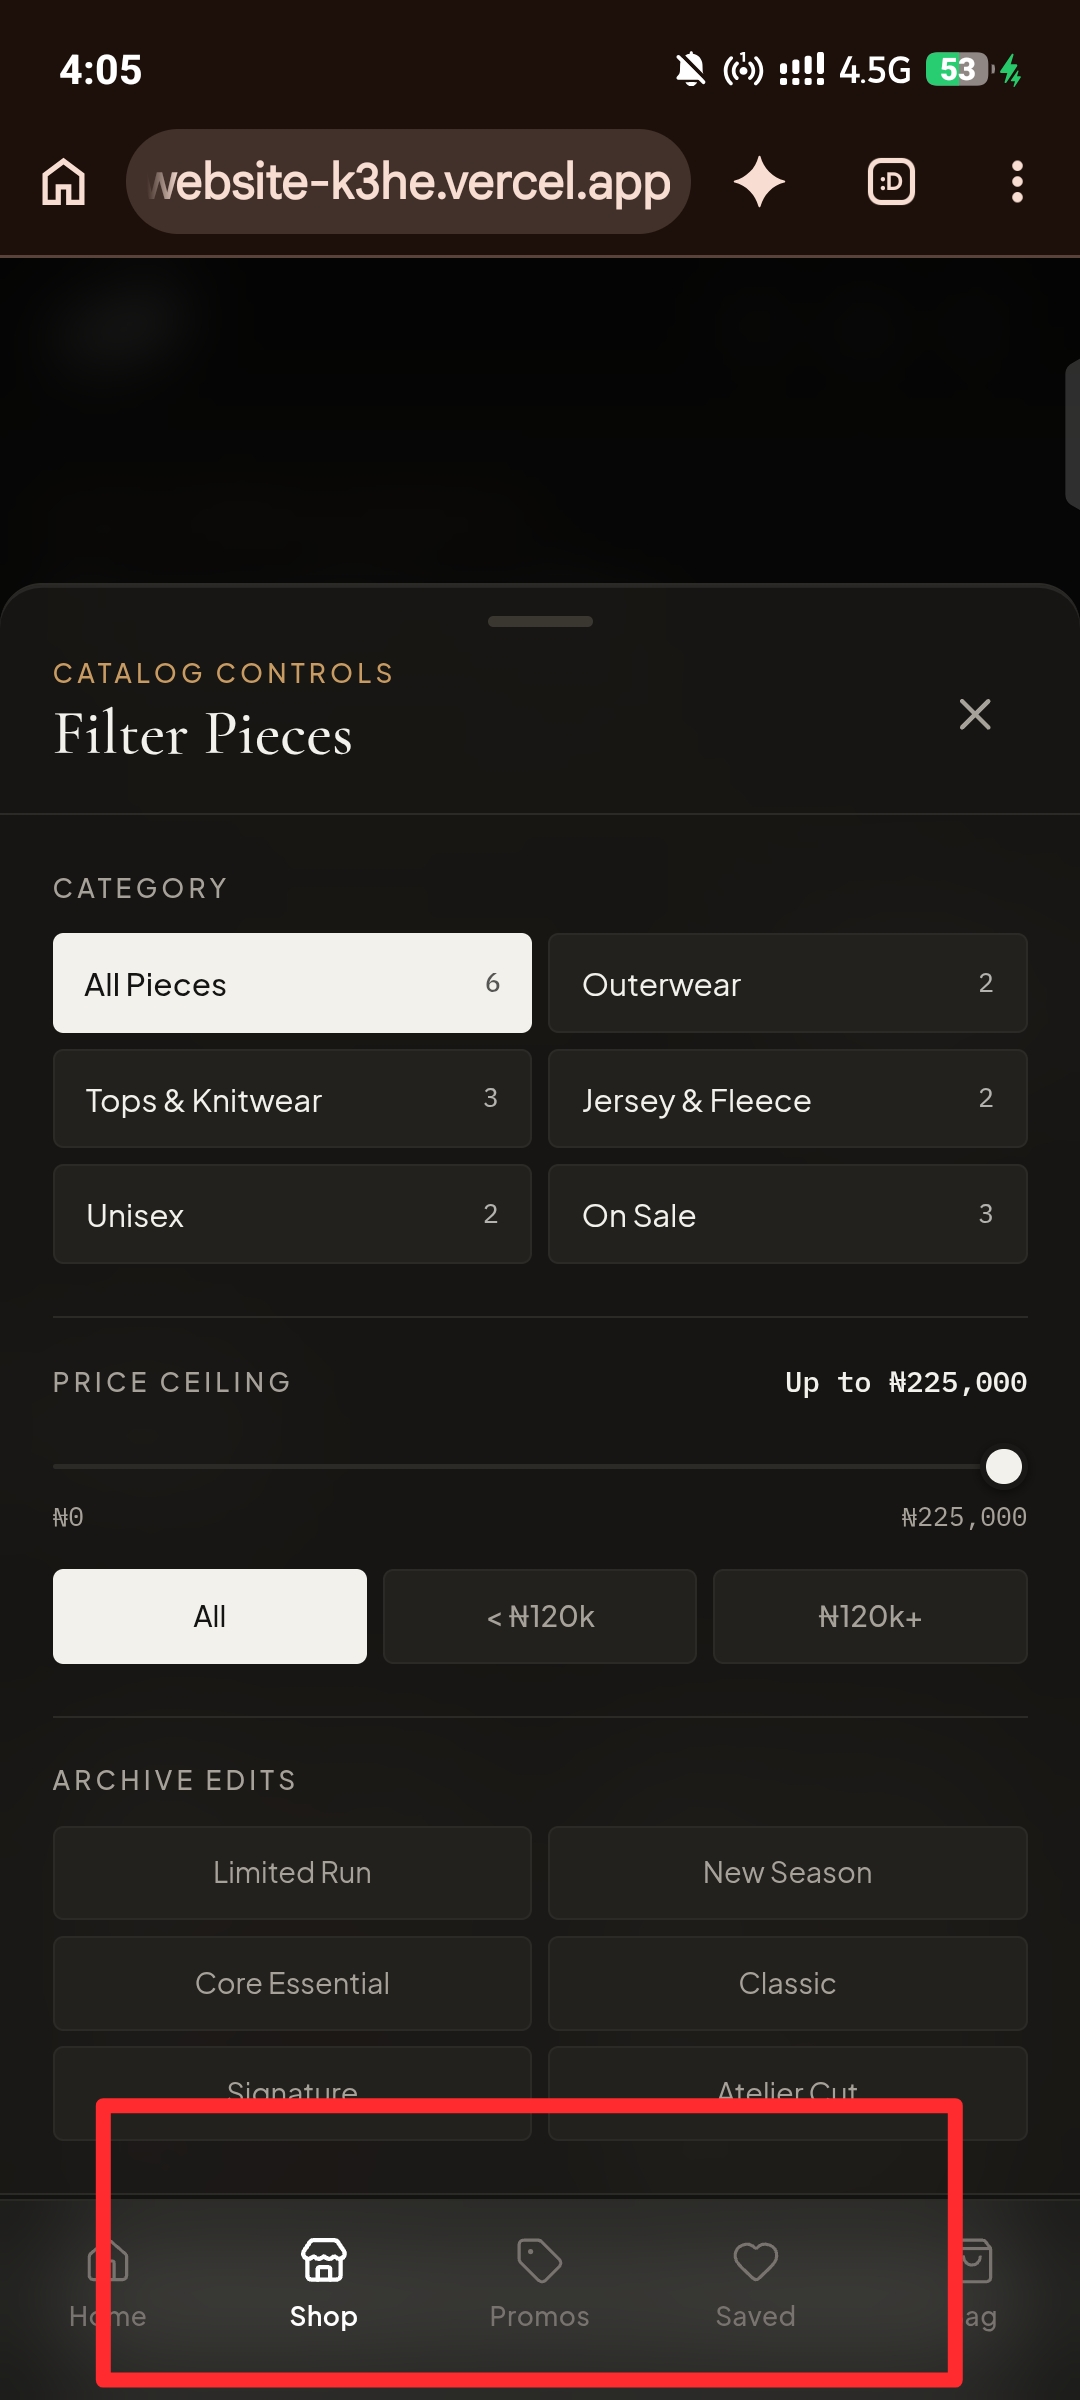 4:05
4.5G 53
website-k3he.vercel.app
:D
CATALOG CONTROLS
Filter Pieces
CATEGORY
All Pieces 6
Outerwear 2
Tops & Knitwear 3
Jersey & Fleece 2
Unisex 2
On Sale 3
PRICE CEILING
Up to ₦225,000
₦0
₦225,000
All
< ₦120k
₦120k+
ARCHIVE EDITS
Limited Run
New Season
Core Essential
Classic
Signature
Atelier Cut
Home
Shop
Promos
Saved
ag